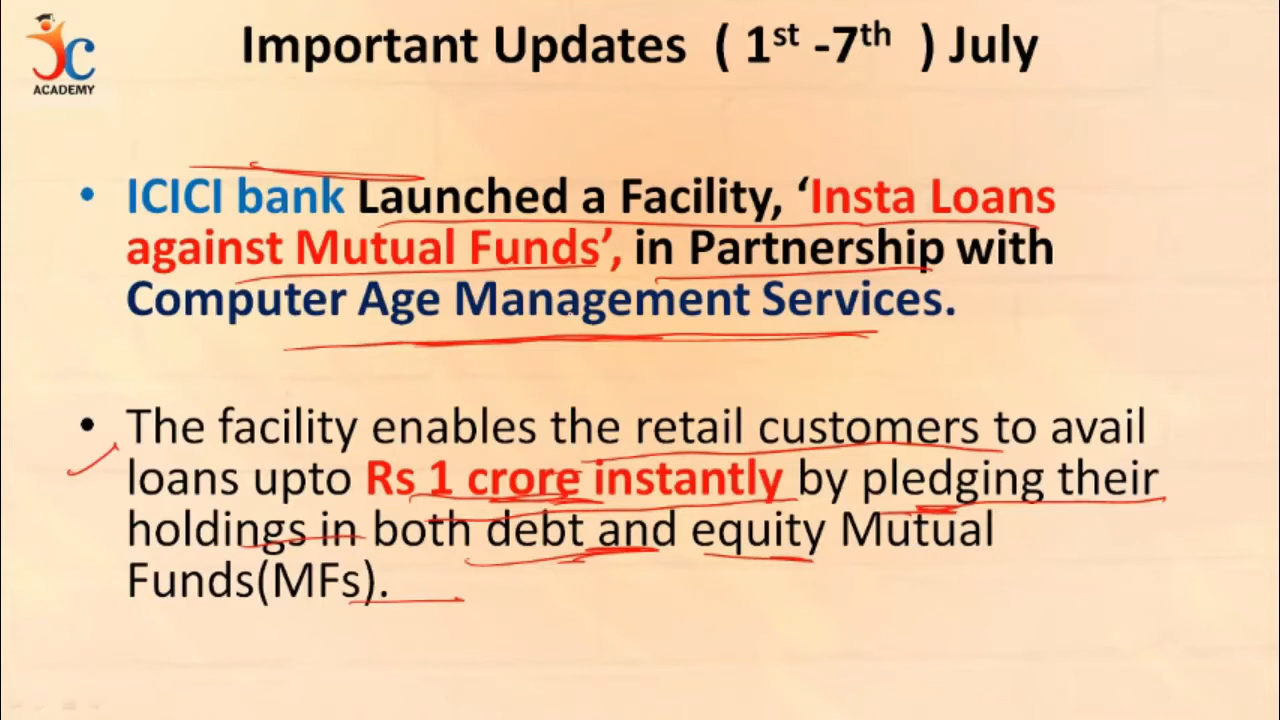 JC
ACADEMY
Important Updates ( 1st -7th ) July
• ICICI bank Launched a Facility, ‘Insta Loans
against Mutual Funds’, in Partnership with
Computer Age Management Services.
• The facility enables the retail customers to avail
loans upto Rs 1 crore instantly by pledging their
holdings in both debt and equity Mutual
Funds(MFs).